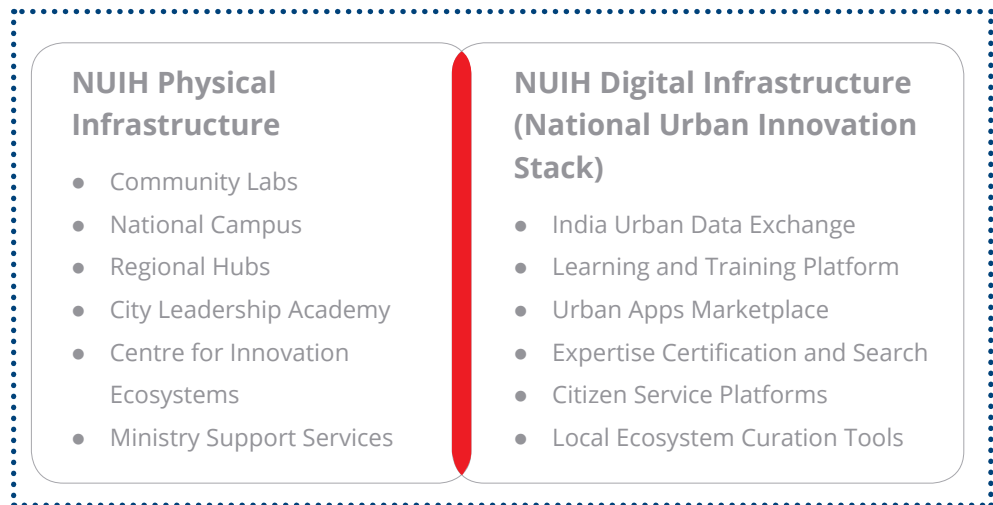 NUIH Physical
Infrastructure
● Community Labs
● National Campus
● Regional Hubs
● City Leadership Academy
● Centre for Innovation
Ecosystems
● Ministry Support Services
NUIH Digital Infrastructure
(National Urban Innovation
Stack)
● India Urban Data Exchange
● Learning and Training Platform
● Urban Apps Marketplace
● Expertise Certification and Search
● Citizen Service Platforms
● Local Ecosystem Curation Tools